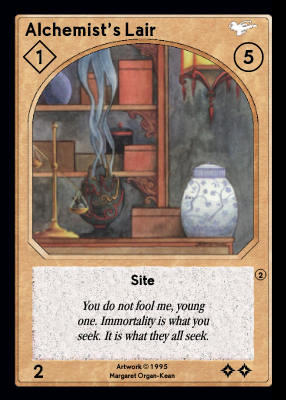 Alchemist's Lair
1
5
2
Site
You do not fool me, young
one. Immortality is what you
seek. It is what they all seek.
2
Artwork © 1995
Margaret Organ-Kean